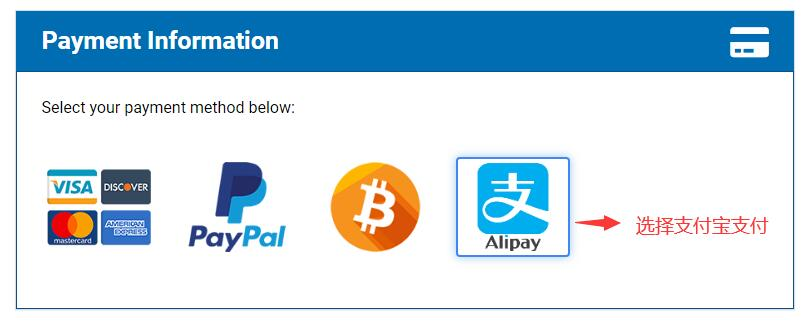 Payment Information
Select your payment method below:
VISA DISCOVER
mastercard AMERICAN EXPRESS
PayPal
₿
支
Alipay
选择支付宝支付